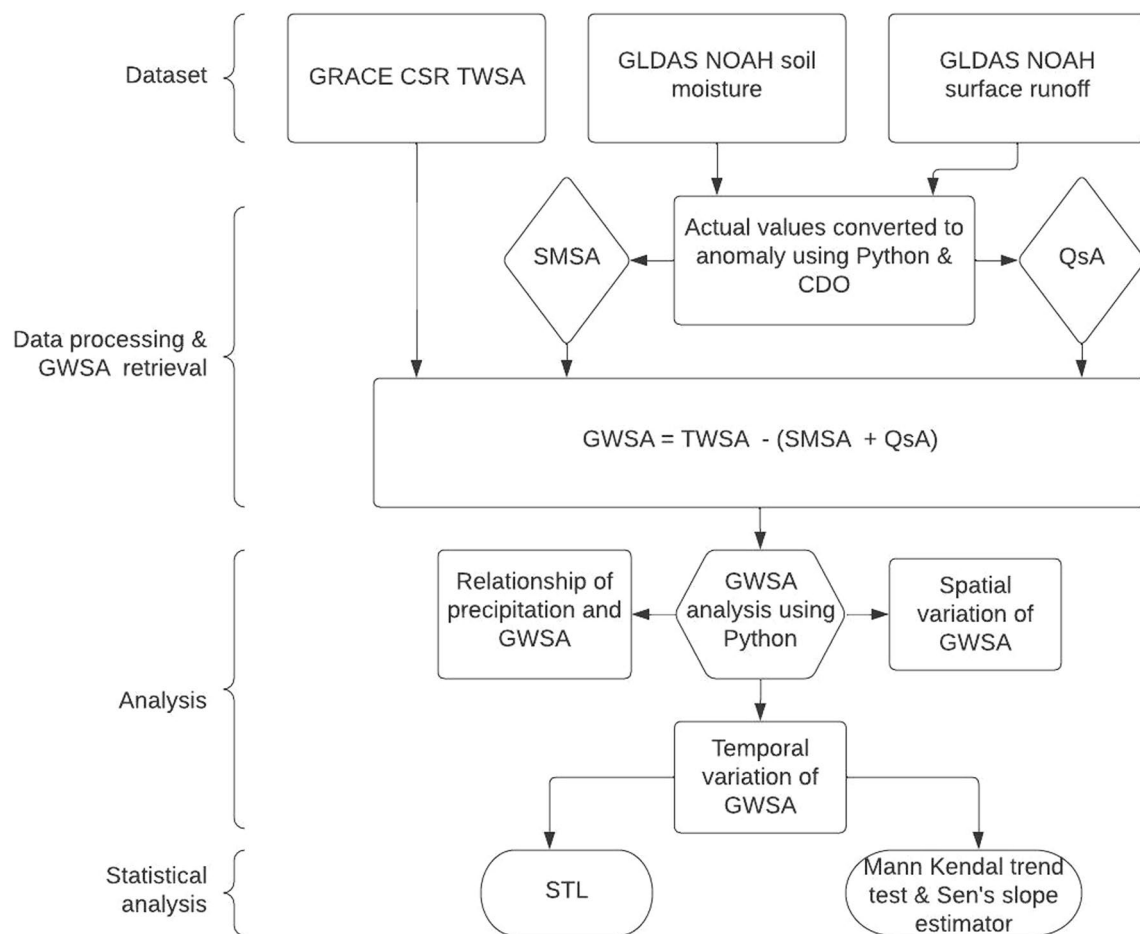 Dataset
GRACE CSR TWSA
GLDAS NOAH soil
moisture
GLDAS NOAH
surface runoff
Data processing &
GWSA retrieval
SMSA
Actual values converted to
anomaly using Python &
CDO
QsA
GWSA = TWSA - (SMSA + QsA)
Analysis
Relationship of
precipitation and
GWSA
GWSA
analysis using
Python
Spatial
variation of
GWSA
Temporal
variation of
GWSA
Statistical
analysis
STL
Mann Kendal trend
test & Sen's slope
estimator